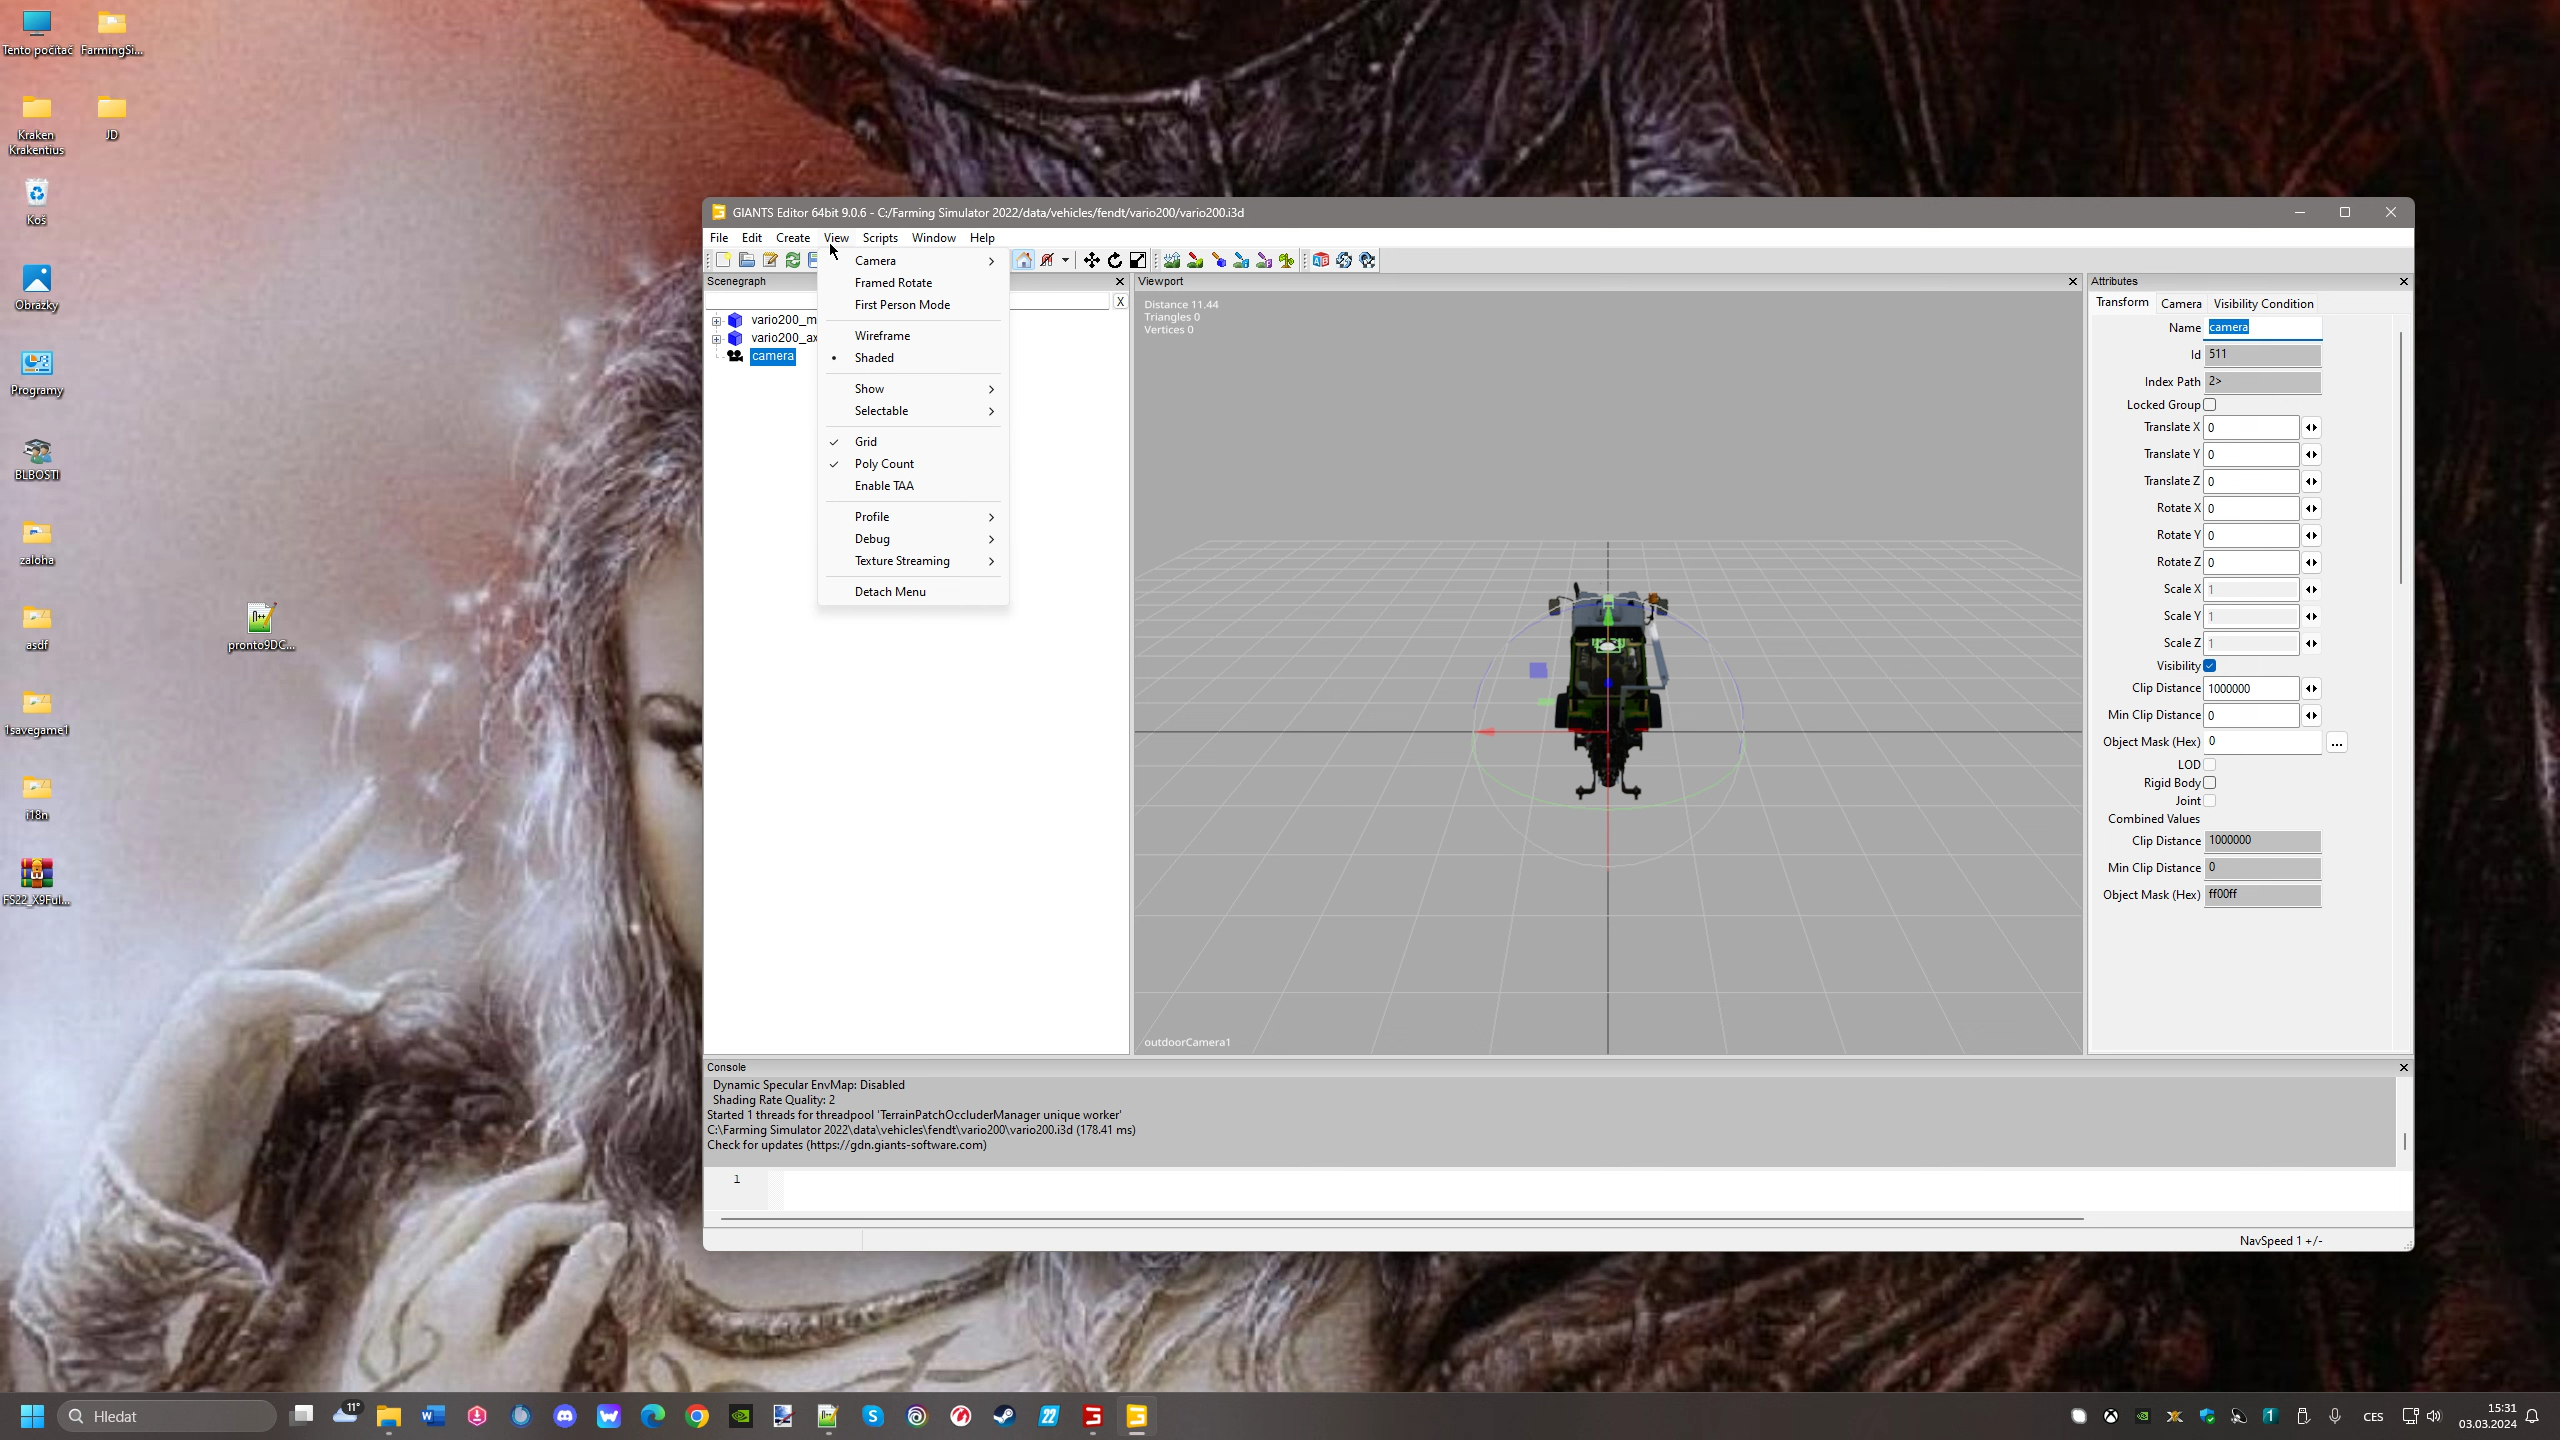 Tento počítač
FarmingSi...
Kraken
Krakentius
JD
Koš
Obrázky
Programy
BLBOSTI
zaloha
asdf
pronto9DC...
1savegame1
i18n
FS22_X9Ful...
GIANTS Editor 64bit 9.0.6 - C:/Farming Simulator 2022/data/vehicles/fendt/vario200/vario200.i3d
File Edit Create View Scripts Window Help
Scenegraph
X
vario200_m
vario200_ax
camera
Camera
Framed Rotate
First Person Mode
Wireframe
Shaded
Show
Selectable
Grid
Poly Count
Enable TAA
Profile
Debug
Texture Streaming
Detach Menu
Viewport
Distance 11.44
Triangles 0
Vertices 0
outdoorCamera1
Attributes
Transform Camera Visibility Condition
Name camera
Id 511
Index Path 2>
Locked Group
Translate X 0
Translate Y 0
Translate Z 0
Rotate X 0
Rotate Y 0
Rotate Z 0
Scale X 1
Scale Y 1
Scale Z 1
Visibility
Clip Distance 1000000
Min Clip Distance 0
Object Mask (Hex) 0 ...
LOD
Rigid Body
Joint
Combined Values
Clip Distance 1000000
Min Clip Distance 0
Object Mask (Hex) ff00ff
Console
Dynamic Specular EnvMap: Disabled
Shading Rate Quality: 2
Started 1 threads for threadpool 'TerrainPatchOccluderManager unique worker'
C:\Farming Simulator 2022\data\vehicles\fendt\vario200\vario200.i3d (178.41 ms)
Check for updates (https://gdn.giants-software.com)
1
NavSpeed 1 +/-
Hledat
11°
22
CES
15:31
03.03.2024